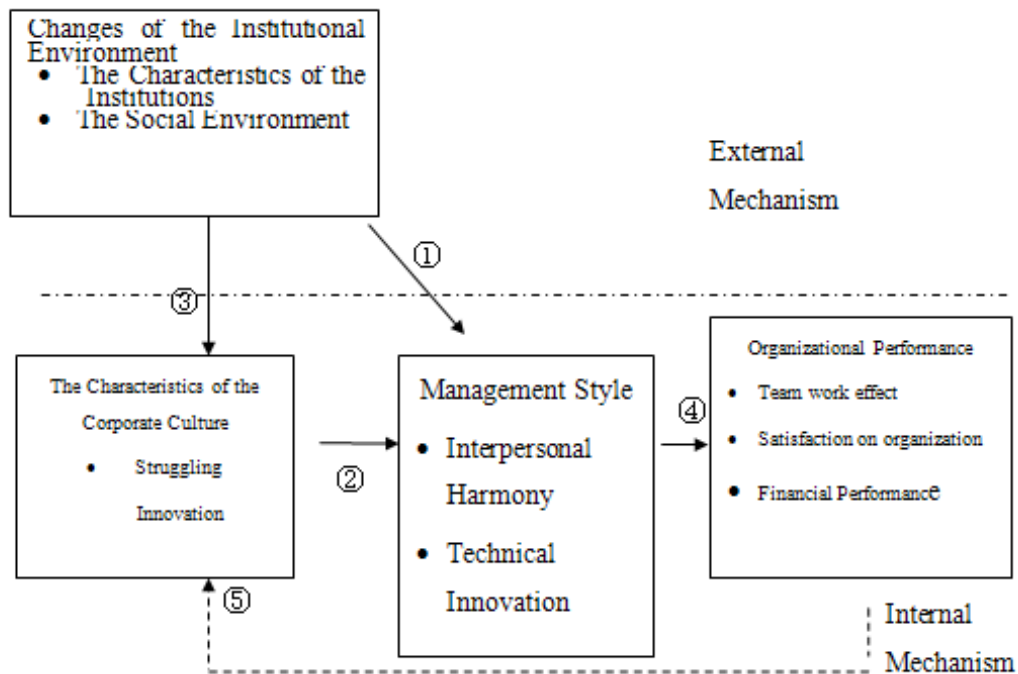 Changes of the Institutional
Environment
• The Characteristics of the
Institutions
• The Social Environment
External
Mechanism
①
③
The Characteristics of the
Corporate Culture
• Struggling
Innovation
②
Management Style
• Interpersonal
Harmony
• Technical
Innovation
④
Organizational Performance
• Team work effect
• Satisfaction on organization
• Financial Performance
⑤
Internal
Mechanism